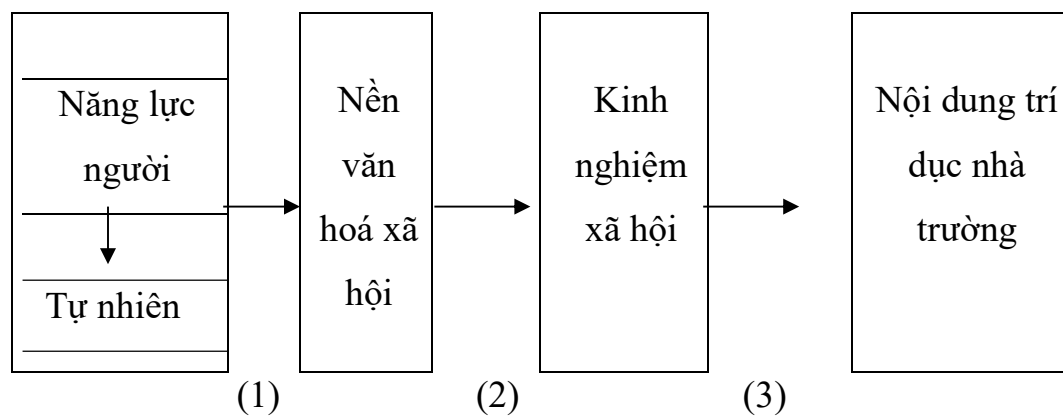 Năng lực
người
Tự nhiên
Nền
văn
hoá xã
hội
Kinh
nghiệm
xã hội
Nội dung trí
dục nhà
trường
(1)
(2)
(3)